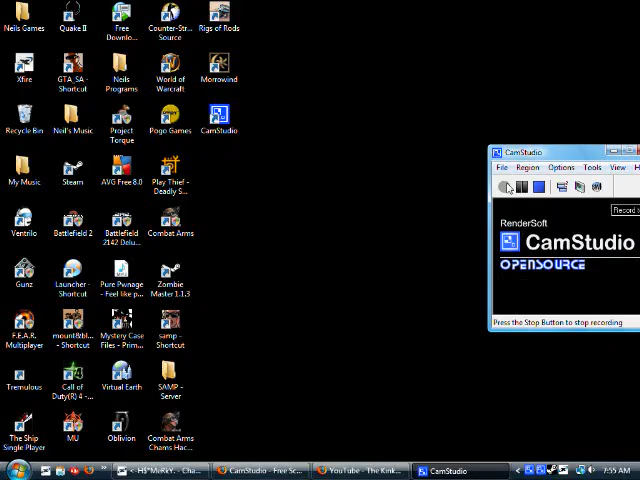 Neils Games
Quake II
Free
Downlo...
Counter-Str...
Source
Rigs of Rods
Xfire
GTA_SA -
Shortcut
Neils
Programs
World of
Warcraft
Morrowind
Recycle Bin
Neil's Music
Project
Torque
Pogo Games
CamStudio
My Music
Steam
AVG Free 8.0
Play Thief -
Deadly S...
Ventrilo
Battlefield 2
Battlefield
2142 Delu...
Combat Arms
Gunz
Launcher -
Shortcut
Pure Pwnage
- Feel like p...
Zombie
Master 1.1.3
F.E.A.R.
Multiplayer
mount&bl...
- Shortcut
Mystery Case
Files - Prim...
samp -
Shortcut
Tremulous
Call of
Duty(R) 4 -...
Virtual Earth
SAMP -
Server
The Ship
Single Player
MU
Oblivion
Combat Arms
Chams Hac...
CamStudio
File Region Options Tools View H
Record to
RenderSoft
CamStudio
OPENSOURCE
Press the Stop Button to stop recording
<-H$*MeRkY. - Cha...
CamStudio - Free Sc...
YouTube - The Kink...
CamStudio
7:55 AM